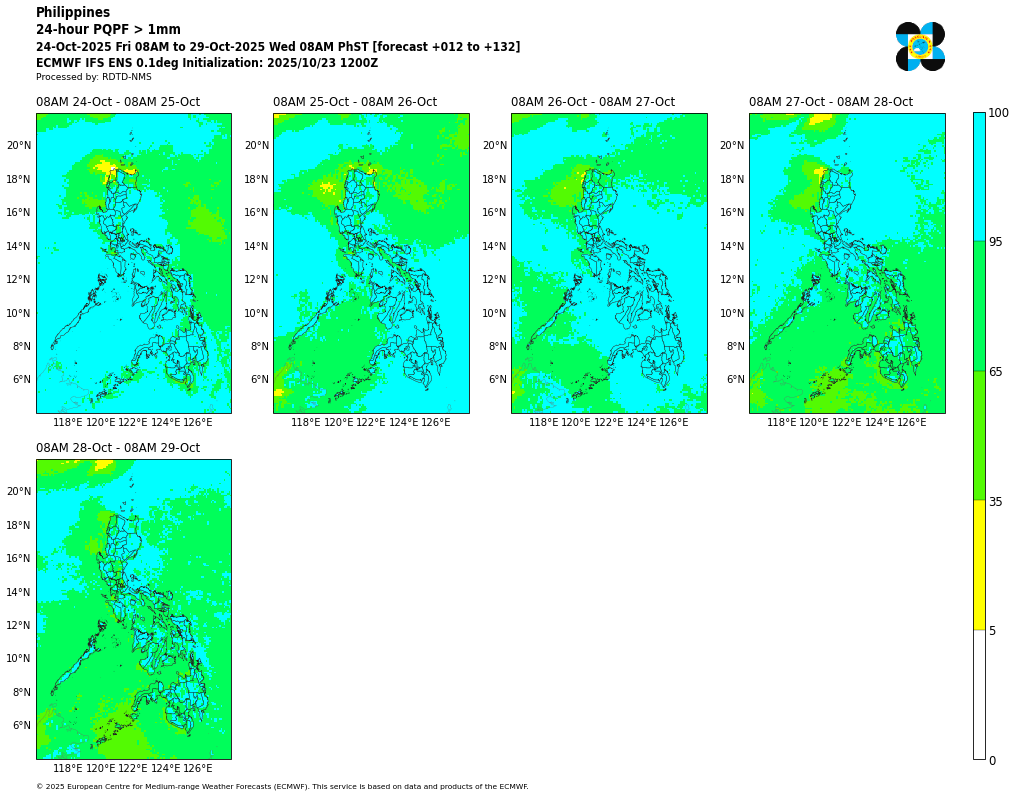 Philippines
24-hour PQPF > 1mm
24-Oct-2025 Fri 08AM to 29-Oct-2025 Wed 08AM PhST [forecast +012 to +132]
ECMWF IFS ENS 0.1deg Initialization: 2025/10/23 1200Z
Processed by: RDTD-NMS
08AM 24-Oct - 08AM 25-Oct
08AM 25-Oct - 08AM 26-Oct
08AM 26-Oct - 08AM 27-Oct
08AM 27-Oct - 08AM 28-Oct
20°N 20°N 20°N 20°N
18°N 18°N 18°N 18°N
16°N 16°N 16°N 16°N
14°N 14°N 14°N 14°N
12°N 12°N 12°N 12°N
10°N 10°N 10°N 10°N
8°N 8°N 8°N 8°N
6°N 6°N 6°N 6°N
118°E 120°E 122°E 124°E 126°E 118°E 120°E 122°E 124°E 126°E 118°E 120°E 122°E 124°E 126°E 118°E 120°E 122°E 124°E 126°E
100
95
65
35
5
0
08AM 28-Oct - 08AM 29-Oct
20°N
18°N
16°N
14°N
12°N
10°N
8°N
6°N
118°E 120°E 122°E 124°E 126°E
© 2025 European Centre for Medium-range Weather Forecasts (ECMWF). This service is based on data and products of the ECMWF.